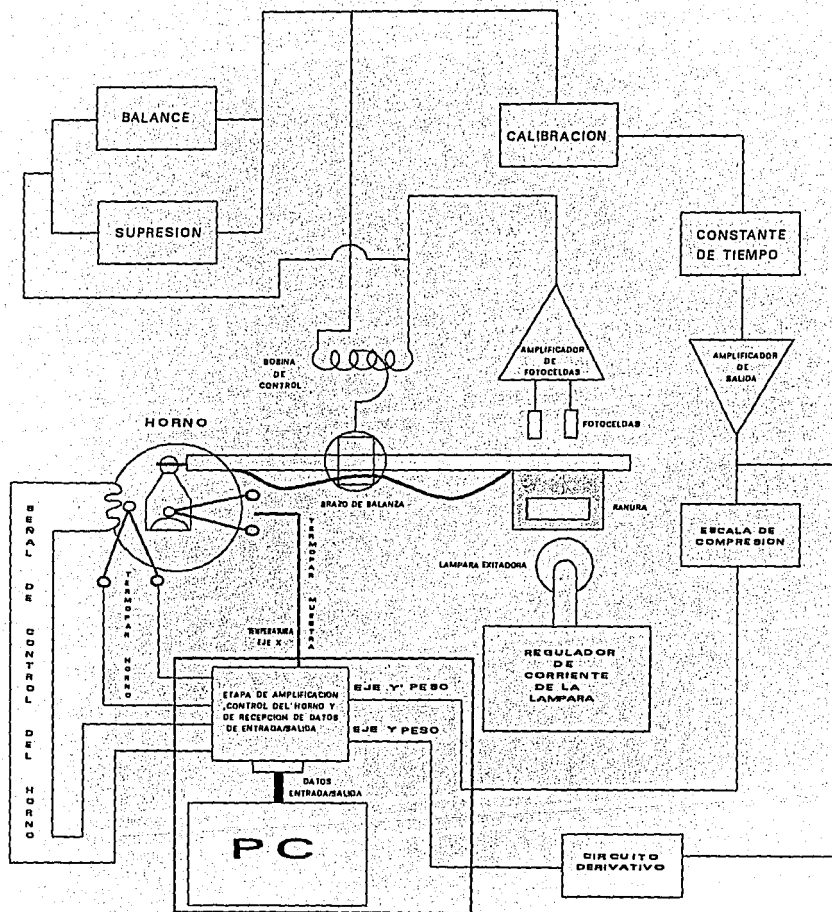 BALANCE
CALIBRACION
SUPRESION
CONSTANTE
DE TIEMPO
BOBINA
DE
CONTROL
AMPLIFICADOR
DE
FOTOCELDAS
AMPLIFICADOR
DE
SALIDA
HORNO
FOTOCELDAS
BRAZO DE BALANZA
RANURA
ESCALA DE
COMPRESION
SEÑAL DE CONTROL DEL HORNO
TERMOPAR HORNO
TERMOPAR MUESTRA
LAMPARA EXITADORA
TEMPERATURA
EJE X
REGULADOR
DE
CORRIENTE
DE LA
LAMPARA
ETAPA DE AMPLIFICACION
,CONTROL DEL HORNO Y
DE RECEPCION DE DATOS
DE ENTRADA/SALIDA
EJE Y' PESO
EJE Y PESO
DATOS
ENTRADA/SALIDA
PC
CIRCUITO
DERIVATIVO